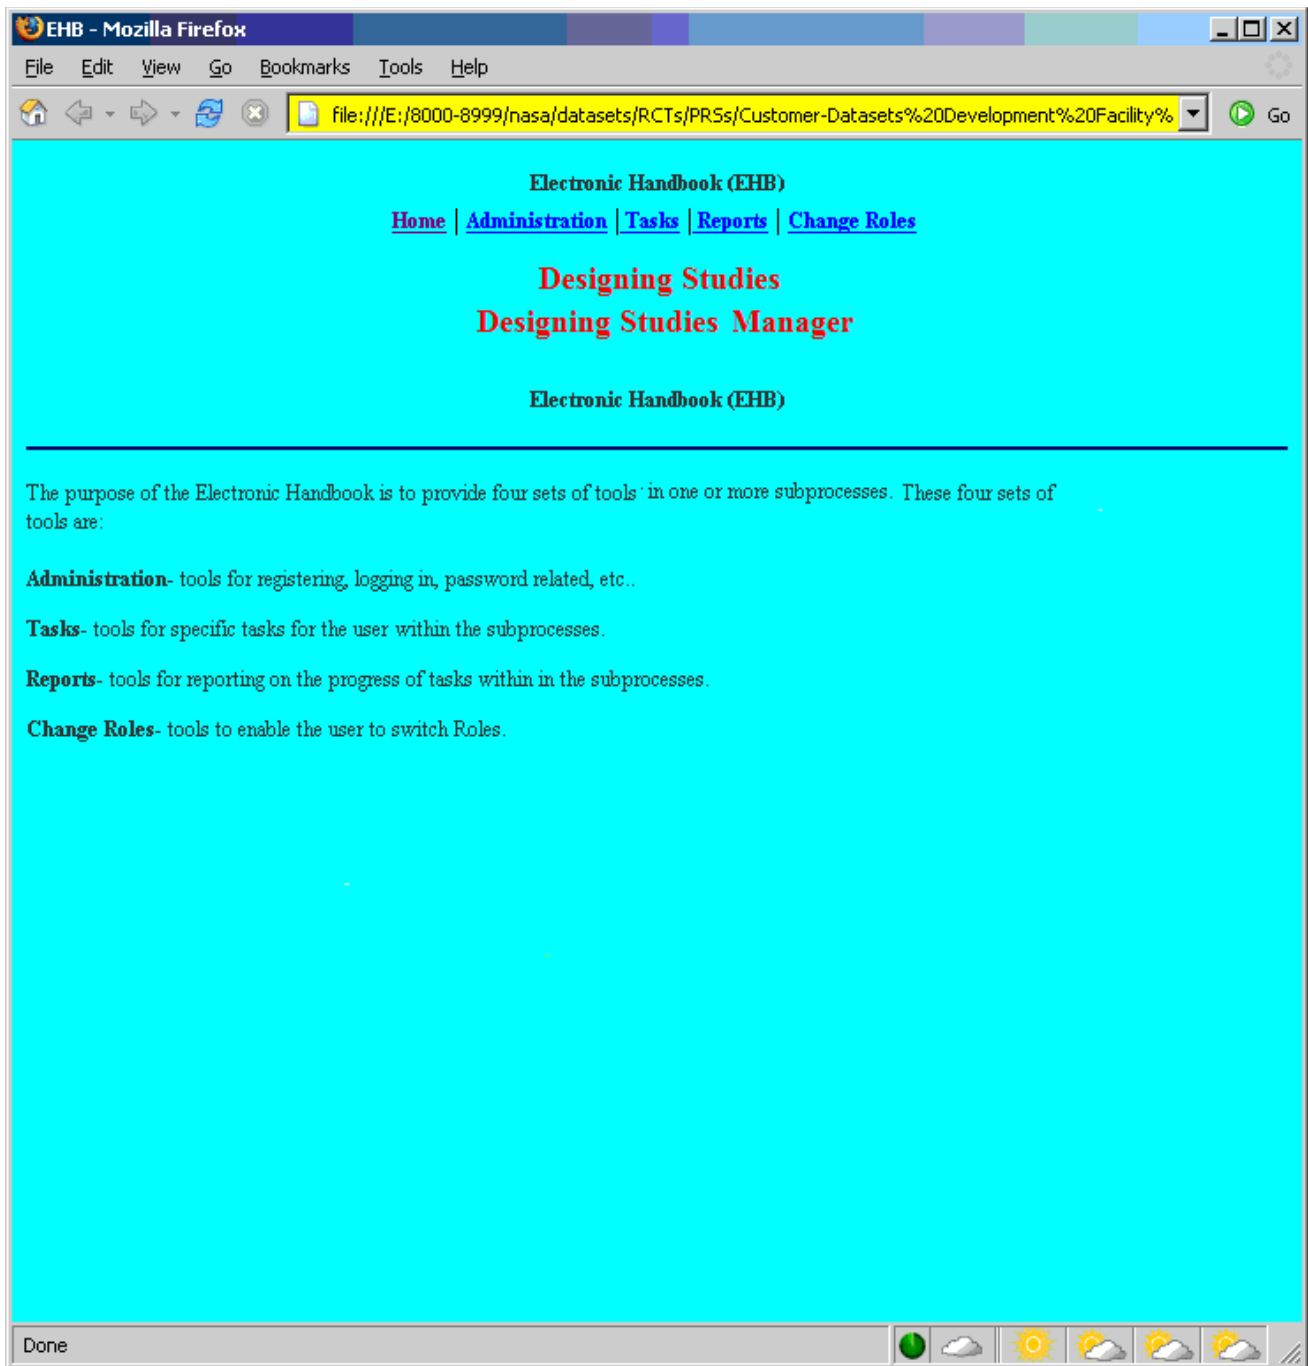 EHB - Mozilla Firefox
File Edit View Go Bookmarks Tools Help
file:///E:/8000-8999/nasa/datasets/RCTs/PRSs/Customer-Datasets%20Development%20Facility% Go
Electronic Handbook (EHB)
Home | Administration | Tasks | Reports | Change Roles
Designing Studies
Designing Studies Manager
Electronic Handbook (EHB)
The purpose of the Electronic Handbook is to provide four sets of tools in one or more subprocesses. These four sets of
tools are:
Administration- tools for registering, logging in, password related, etc..
Tasks- tools for specific tasks for the user within the subprocesses.
Reports- tools for reporting on the progress of tasks within in the subprocesses.
Change Roles- tools to enable the user to switch Roles.
Done